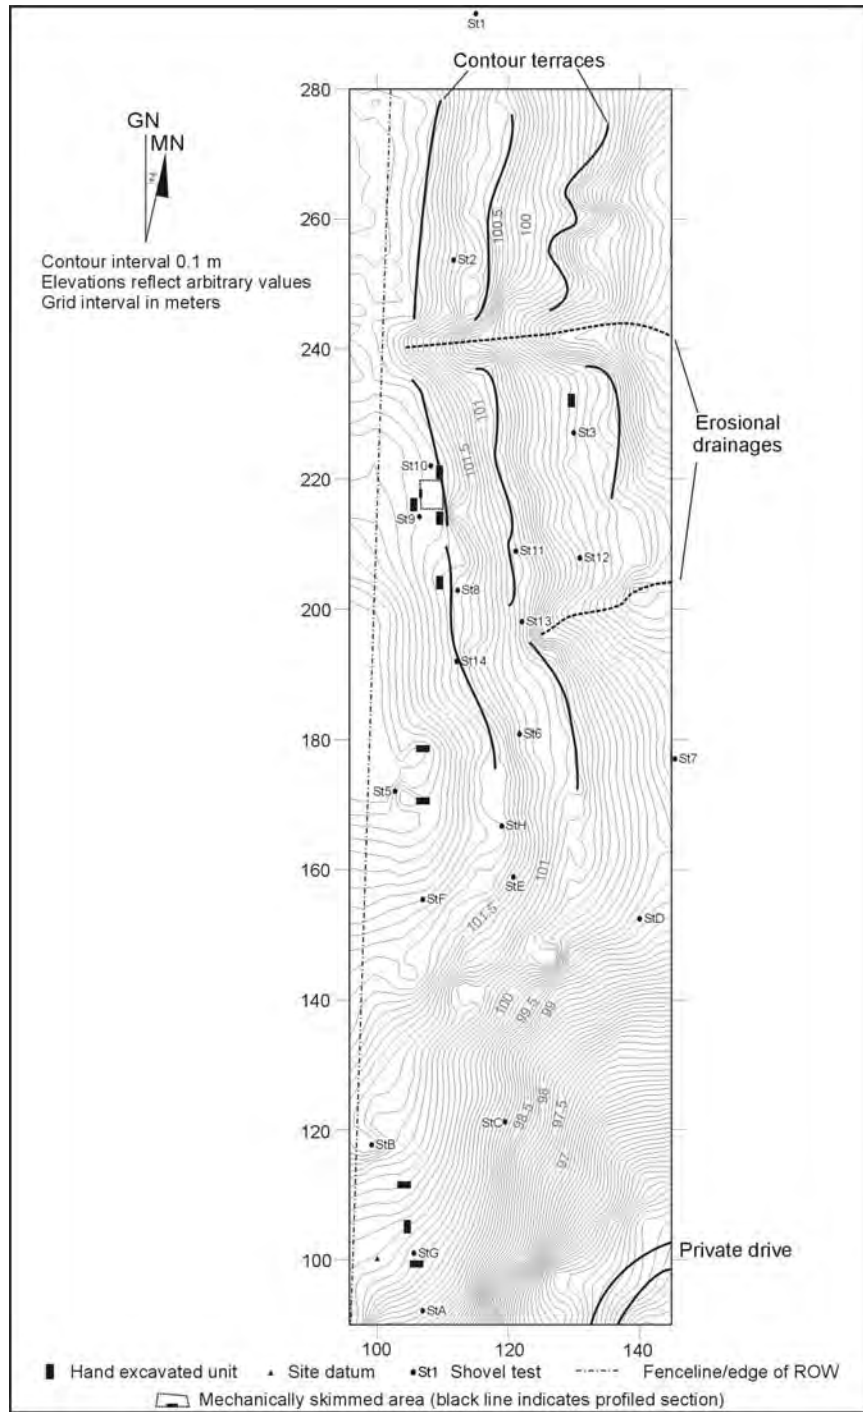 St1
Contour terraces
280
GN
MN
260
100.5
100
St2
Contour interval 0.1 m
Elevations reflect arbitrary values
Grid interval in meters
240
101
101.5
St3
Erosional
drainages
St10
220
St9
St11
St12
St8
200
St13
St14
180
St6
St7
St5
StH
160
StE
101
StF
101.5
StD
140
100
99.5
99
StC
98.5
98
97.5
120
StB
97
100
StG
Private drive
StA
100
120
140
Hand excavated unit
Site datum
St1 Shovel test
Fenceline/edge of ROW
Mechanically skimmed area (black line indicates profiled section)